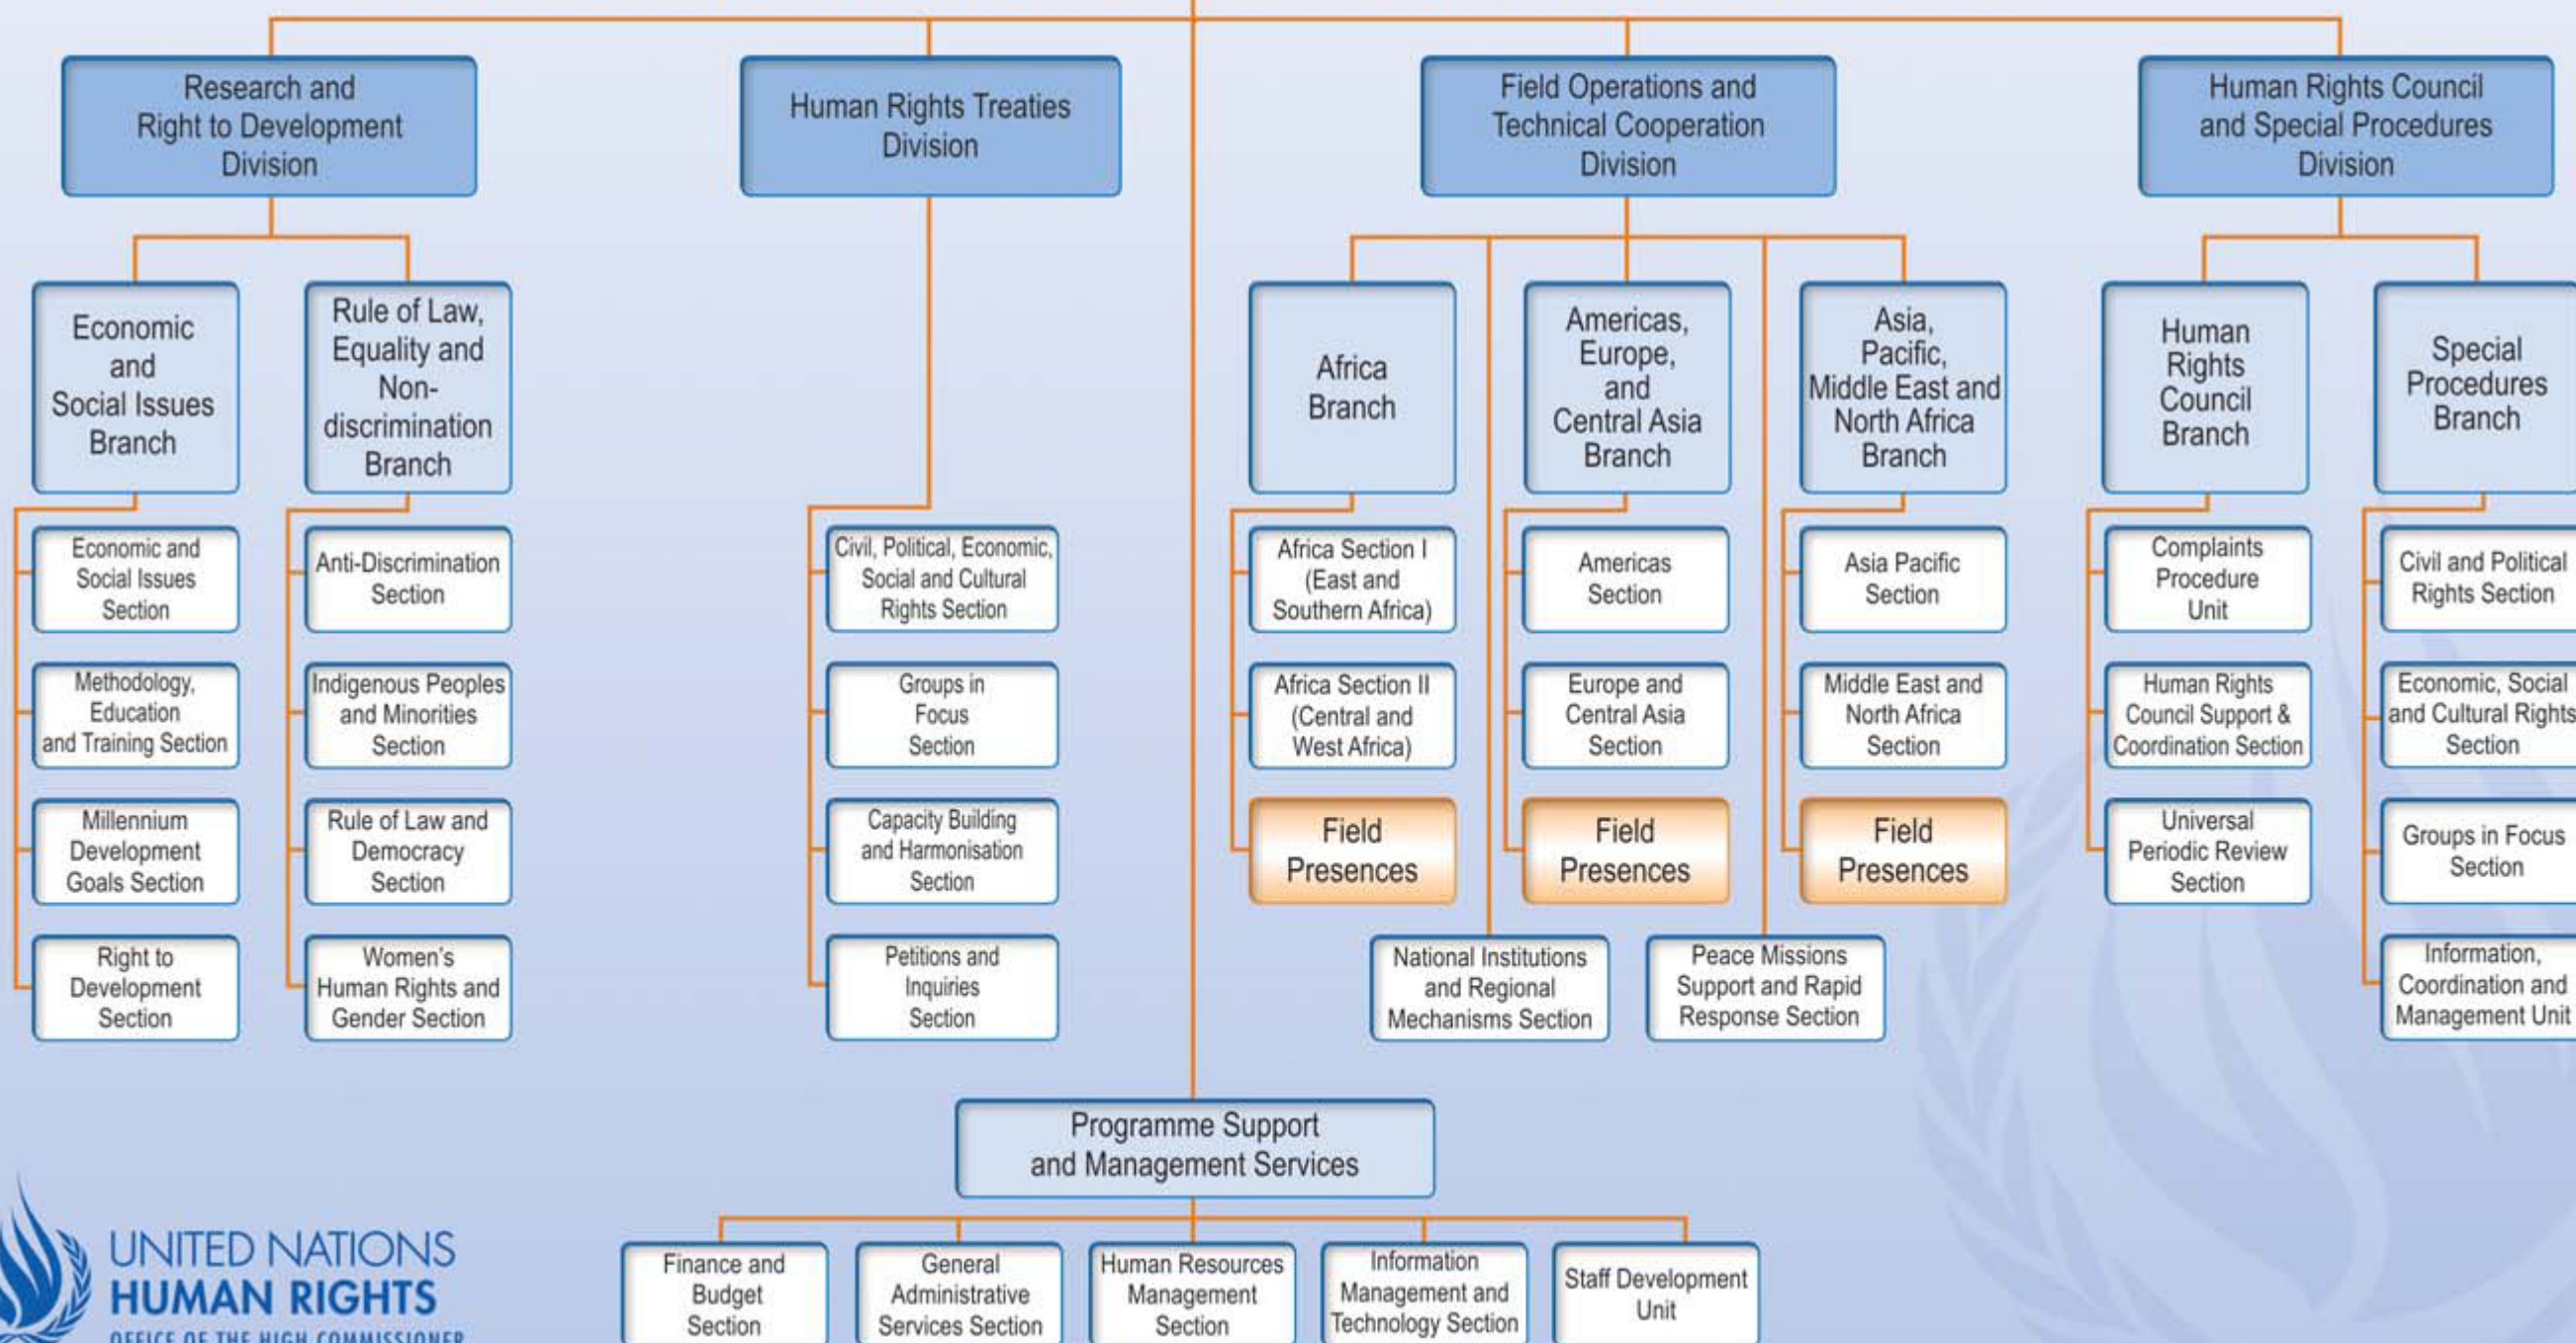 Research and
Right to Development
Division
Human Rights Treaties
Division
Field Operations and
Technical Cooperation
Division
Human Rights Council
and Special Procedures
Division
Economic
and
Social Issues
Branch
Rule of Law,
Equality and
Non-
discrimination
Branch
Africa
Branch
Americas,
Europe,
and
Central Asia
Branch
Asia,
Pacific,
Middle East and
North Africa
Branch
Human
Rights
Council
Branch
Special
Procedures
Branch
Economic and
Social Issues
Section
Anti-Discrimination
Section
Civil, Political, Economic,
Social and Cultural
Rights Section
Africa Section I
(East and
Southern Africa)
Americas
Section
Asia Pacific
Section
Complaints
Procedure
Unit
Civil and Political
Rights Section
Methodology,
Education
and Training Section
Indigenous Peoples
and Minorities
Section
Groups in
Focus
Section
Africa Section II
(Central and
West Africa)
Europe and
Central Asia
Section
Middle East and
North Africa
Section
Human Rights
Council Support &
Coordination Section
Economic, Social
and Cultural Rights
Section
Millennium
Development
Goals Section
Rule of Law and
Democracy
Section
Capacity Building
and Harmonisation
Section
Field
Presences
Field
Presences
Field
Presences
Universal
Periodic Review
Section
Groups in Focus
Section
Right to
Development
Section
Women's
Human Rights and
Gender Section
Petitions and
Inquiries
Section
National Institutions
and Regional
Mechanisms Section
Peace Missions
Support and Rapid
Response Section
Information,
Coordination and
Management Unit
Programme Support
and Management Services
Finance and
Budget
Section
General
Administrative
Services Section
Human Resources
Management
Section
Information
Management and
Technology Section
Staff Development
Unit
UNITED NATIONS
HUMAN RIGHTS
OFFICE OF THE HIGH COMMISSIONER